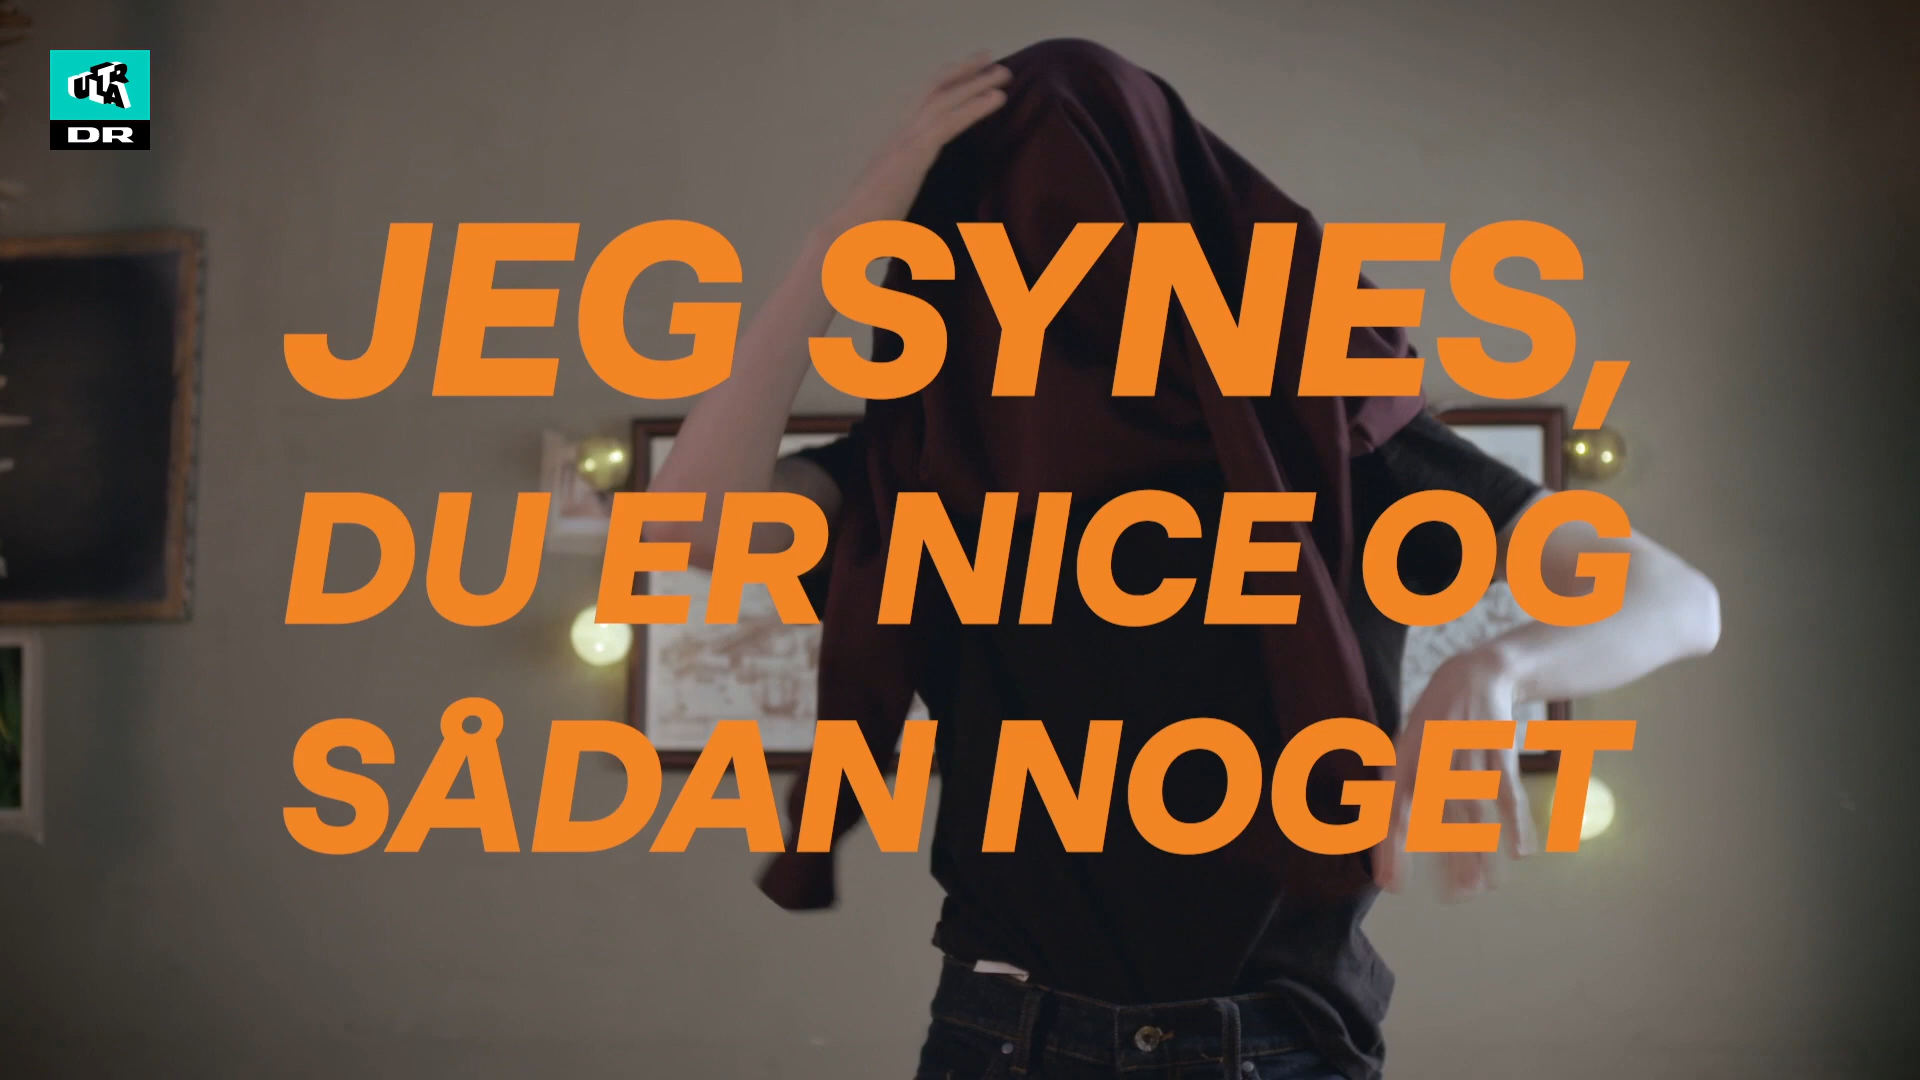 ULTRA
DR
JEG SYNES,
DU ER NICE OG
SÅDAN NOGET